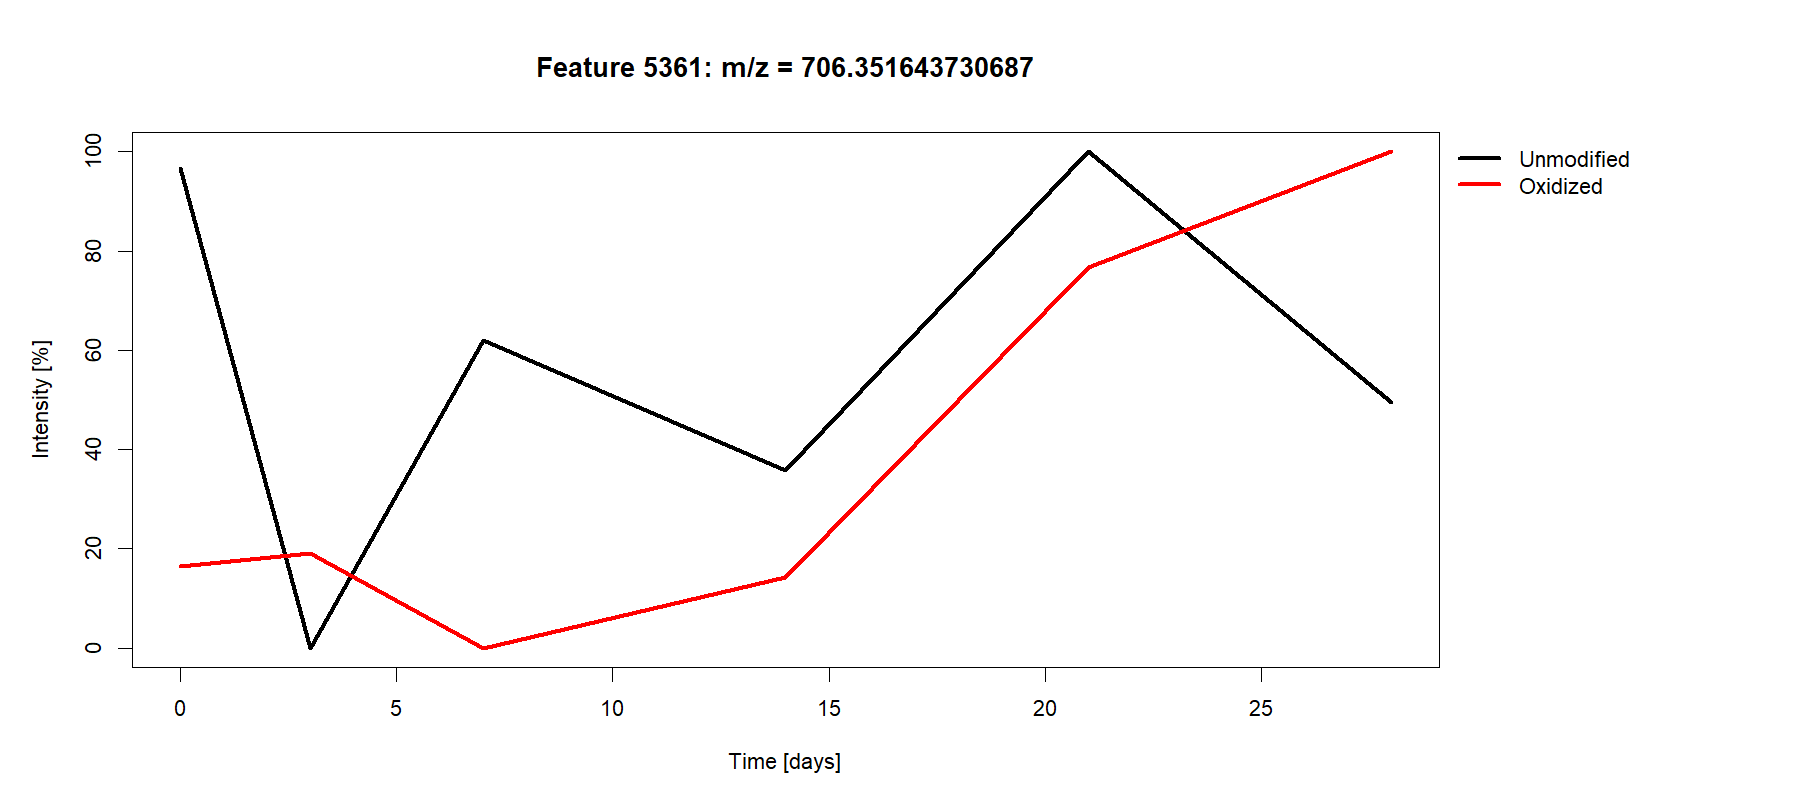 Feature 5361: m/z = 706.351643730687
Unmodified
Oxidized
Intensity [%]
100
80
60
40
20
0
0 5 10 15 20 25
Time [days]